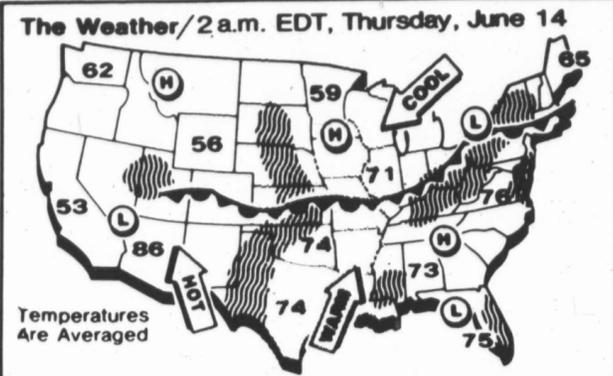 The Weather/2 a.m. EDT, Thursday, June 14
62
H
59
COOL
65
L
56
H
71
53
L
86
HOT
74
74
WARM
76
H
73
L
75
Temperatures
Are Averaged